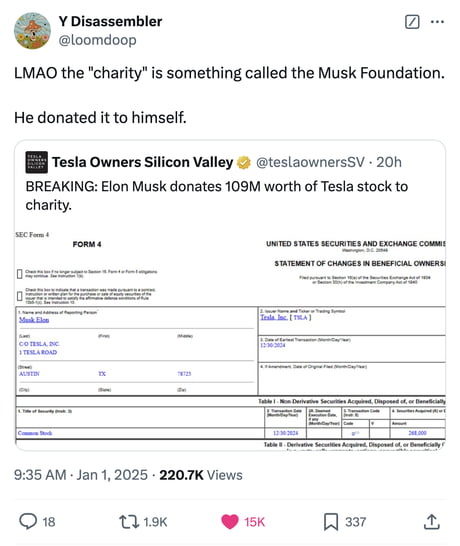 Y Disassembler
@loomdoop
LMAO the "charity" is something called the Musk Foundation.
He donated it to himself.
Tesla Owners Silicon Valley @teslaownersSV · 20h
BREAKING: Elon Musk donates 109M worth of Tesla stock to
charity.
SEC Form 4
FORM 4
UNITED STATES SECURITIES AND EXCHANGE COMMIS
Washington, D.C. 20549
STATEMENT OF CHANGES IN BENEFICIAL OWNERS
Filed pursuant to Section 16(a) of the Securities Exchange Act of 1934
or Section 30(h) of the Investment Company Act of 1940
Check this box if no longer subject to Section 16. Form 4 or Form 5 obligations
may continue. See Instruction 1(b).
Check this box to indicate that a transaction was made pursuant to a contract,
instruction or written plan for the purchase or sale of equity securities of the
issuer that is intended to satisfy the affirmative defense conditions of Rule
10b5-1(c). See Instruction 10.
1. Name and Address of Reporting Person
Musk Elon
(Last) (First) (Middle)
C/O TESLA, INC.
1 TESLA ROAD
(Street)
AUSTIN TX 78725
(City) (State) (Zip)
2. Issuer Name and Ticker or Trading Symbol
Tesla, Inc. [ TSLA ]
3. Date of Earliest Transaction (Month/Day/Year)
12/30/2024
4. If Amendment, Date of Original Filed (Month/Day/Year)
Table I - Non-Derivative Securities Acquired, Disposed of, or Beneficially
1. Title of Security (Instr. 3)
2. Transaction Date
(Month/Day/Year)
2A. Deemed
Execution Date,
if any
(Month/Day/Year)
3. Transaction Code
(Instr. 8)
Code V
4. Securities Acquired (A) or D
Amount
Common Stock 12/30/2024 268,000
Table II - Derivative Securities Acquired, Disposed of, or Beneficially
9:35 AM · Jan 1, 2025 · 220.7K Views
18 1.9K 15K 337